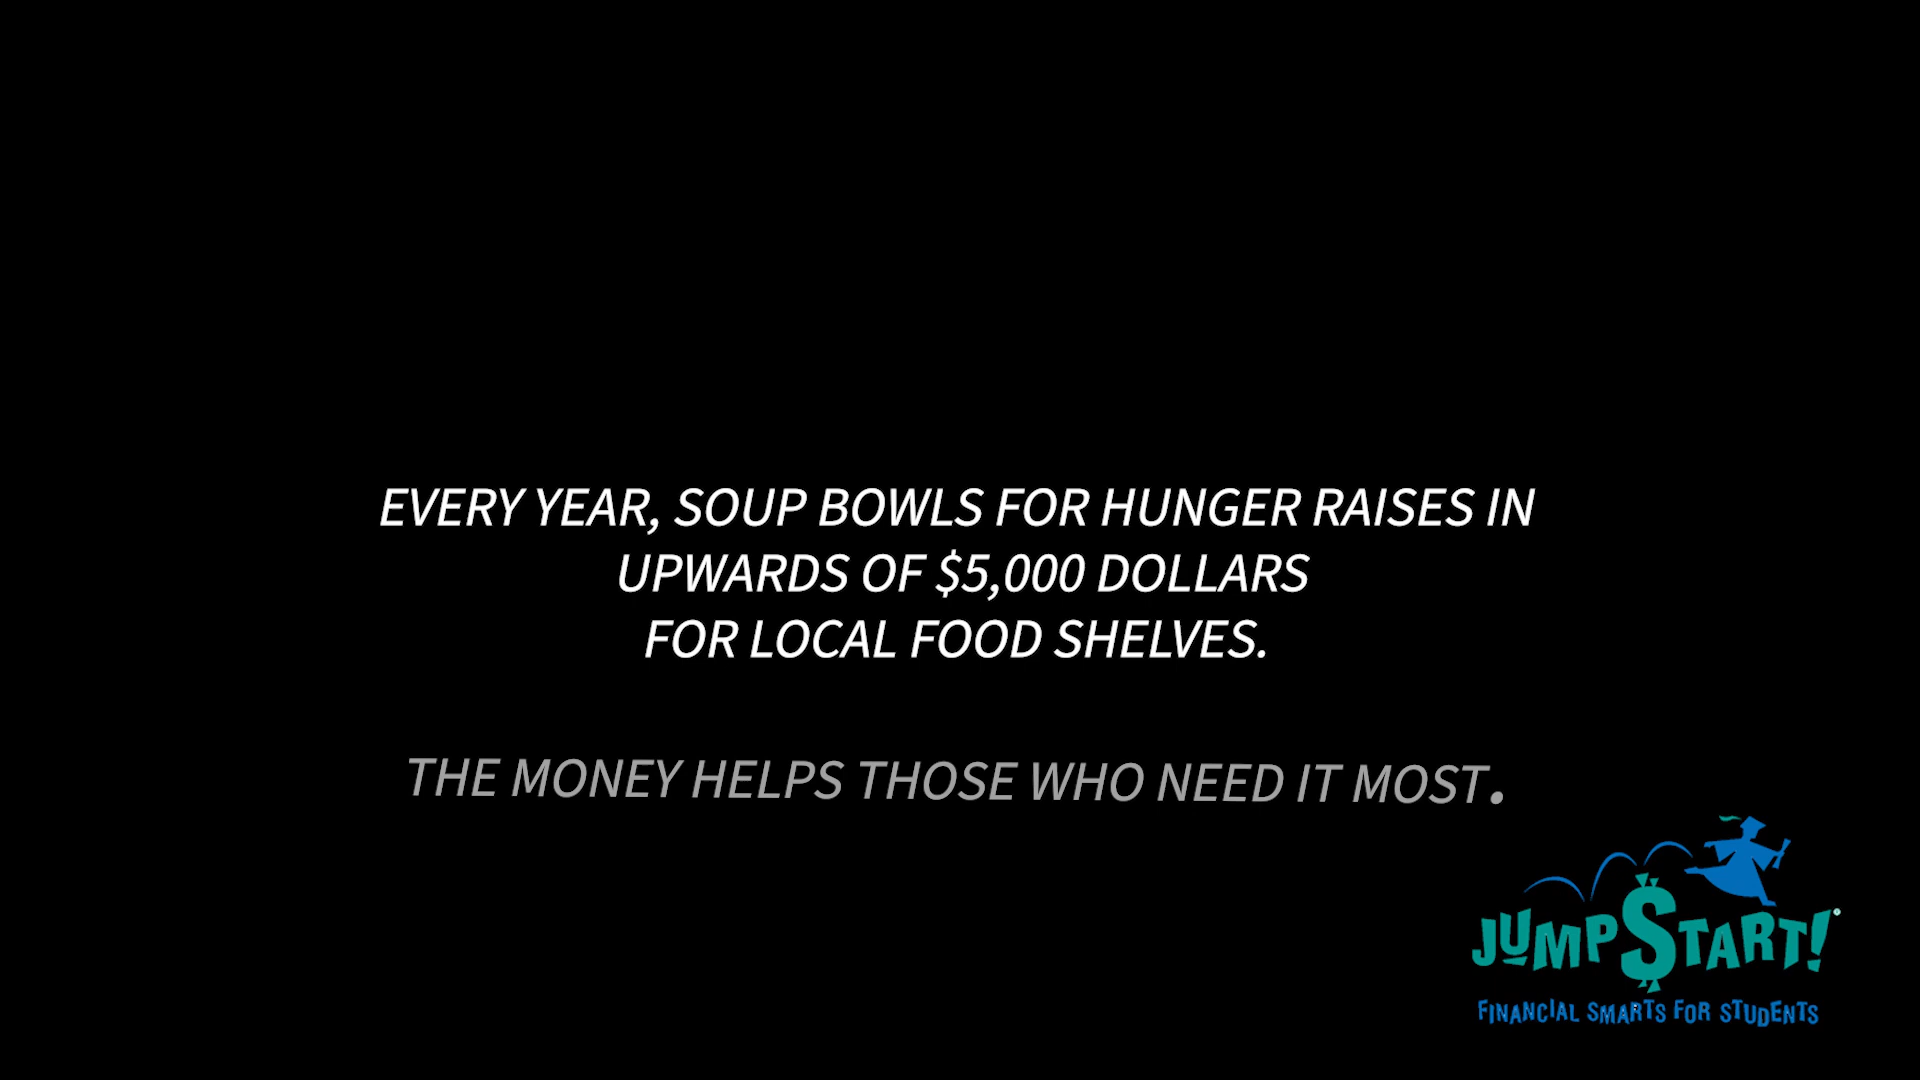 EVERY YEAR, SOUP BOWLS FOR HUNGER RAISES IN
UPWARDS OF $5,000 DOLLARS
FOR LOCAL FOOD SHELVES.
THE MONEY HELPS THOSE WHO NEED IT MOST.
JUMP$TART!
FINANCIAL SMARTS FOR STUDENTS